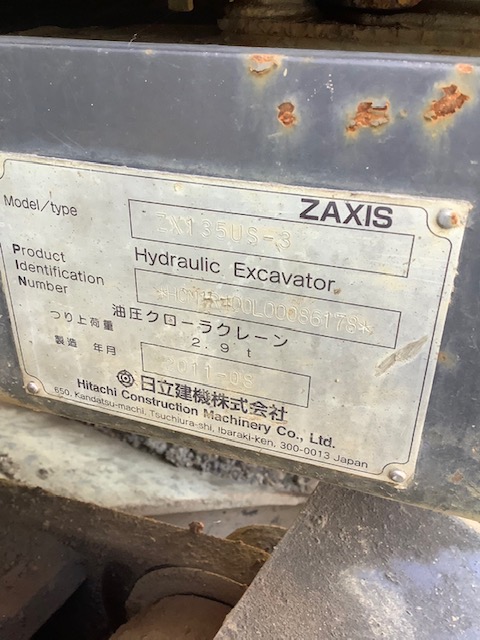 ZAXIS
Model/type ZX135US-3
Hydraulic Excavator
Product
Identification
Number
油圧クローラクレーン
つり上荷重 2.9 t
製造 年月
日立建機株式会社
Hitachi Construction Machinery Co., Ltd.
650, Kandatsu-machi, Tsuchiura-shi, Ibaraki-ken, 300-0013 Japan